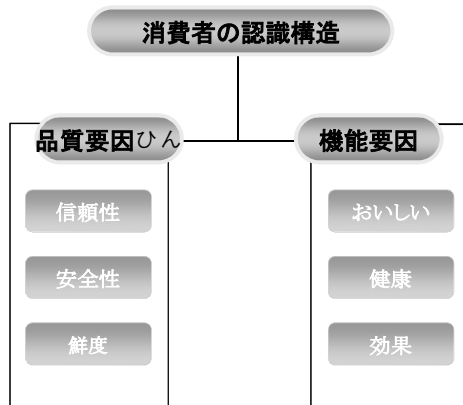 消費者の認識構造
品質要因ひん
機能要因
信頼性
おいしい
安全性
健康
鮮度
効果